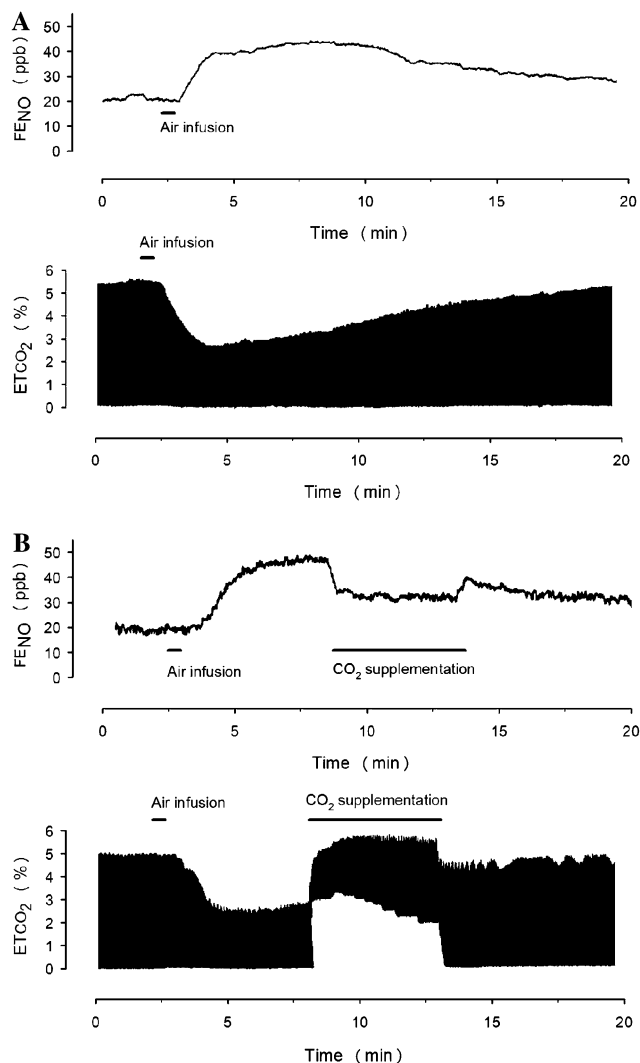 A
FENO (ppb)
50
40
30
20
10
0
Air infusion
0 5 10 15 20
Time (min)
Air infusion
ETCO2 (%)
6
5
4
3
2
1
0
0 5 10 15 20
Time (min)
B
FENO (ppb)
50
40
30
20
10
0
Air infusion CO2 supplementation
0 5 10 15 20
Time (min)
Air infusion CO2 supplementation
ETCO2 (%)
6
5
4
3
2
1
0
0 5 10 15 20
Time (min)